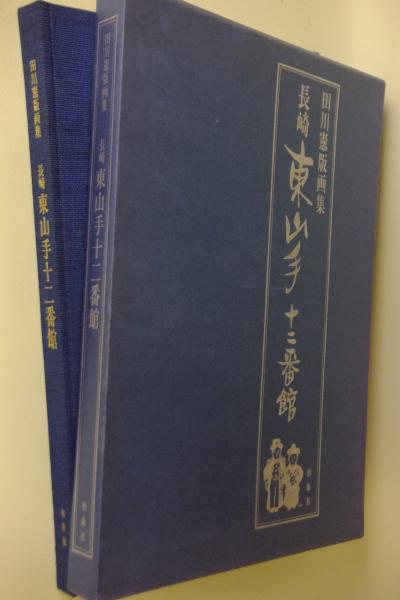 田川憲版画集
長崎
東山手
十二番館
田川憲版画集
長崎 東山手十二番館
田川憲版画集
長崎 東山手十二番館